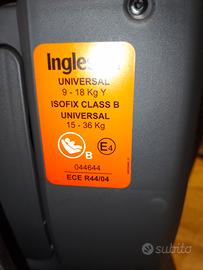 Inglesina
UNIVERSAL
9 - 18 Kg Y
ISOFIX CLASS B
UNIVERSAL
15 - 36 Kg
B
E4
044644
ECE R44/04
subito